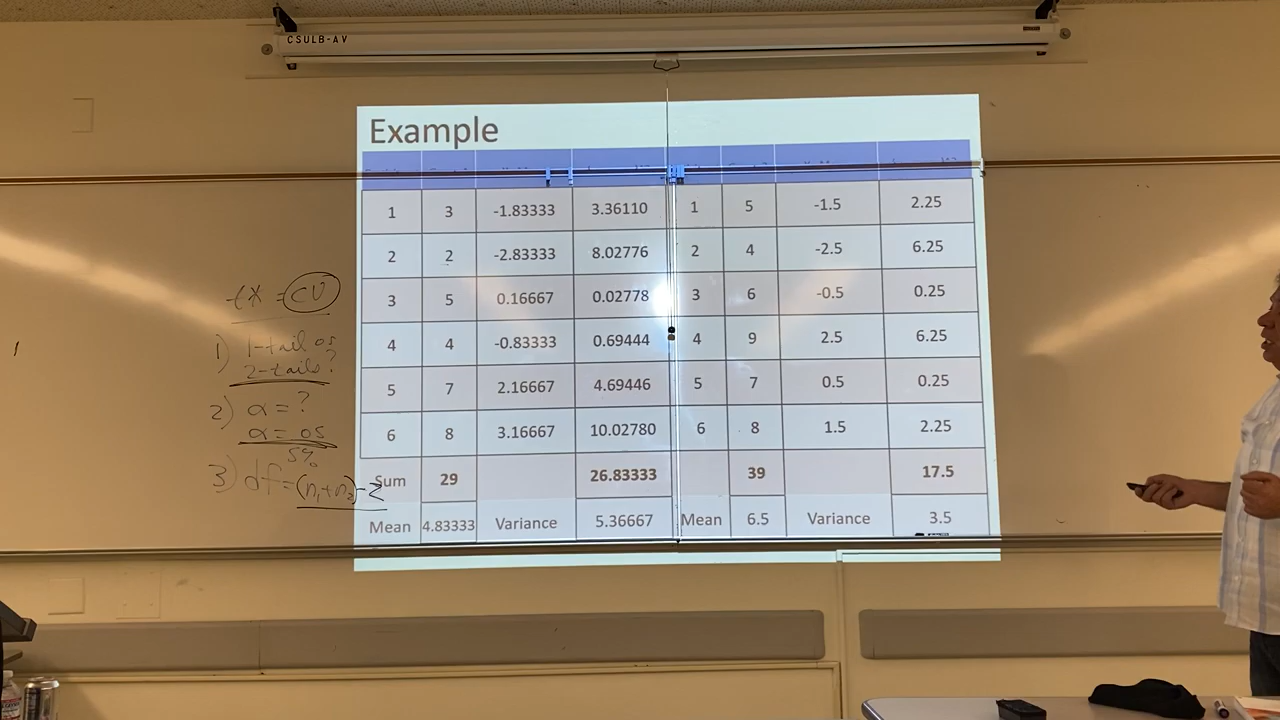 CSULB-AV
Example
1 3 -1.83333 3.36110 1 5 -1.5 2.25
2 2 -2.83333 8.02776 2 4 -2.5 6.25
3 5 0.16667 0.02778 3 6 -0.5 0.25
4 4 -0.83333 0.69444 4 9 2.5 6.25
5 7 2.16667 4.69446 5 7 0.5 0.25
6 8 3.16667 10.02780 6 8 1.5 2.25
Sum 29 26.83333 39 17.5
Mean 4.83333 Variance 5.36667 Mean 6.5 Variance 3.5
t* = CU
1) 1-tail or
2-tails?
2) α = ?
α = .05
5%
3) df = (n₁+n₂)-2